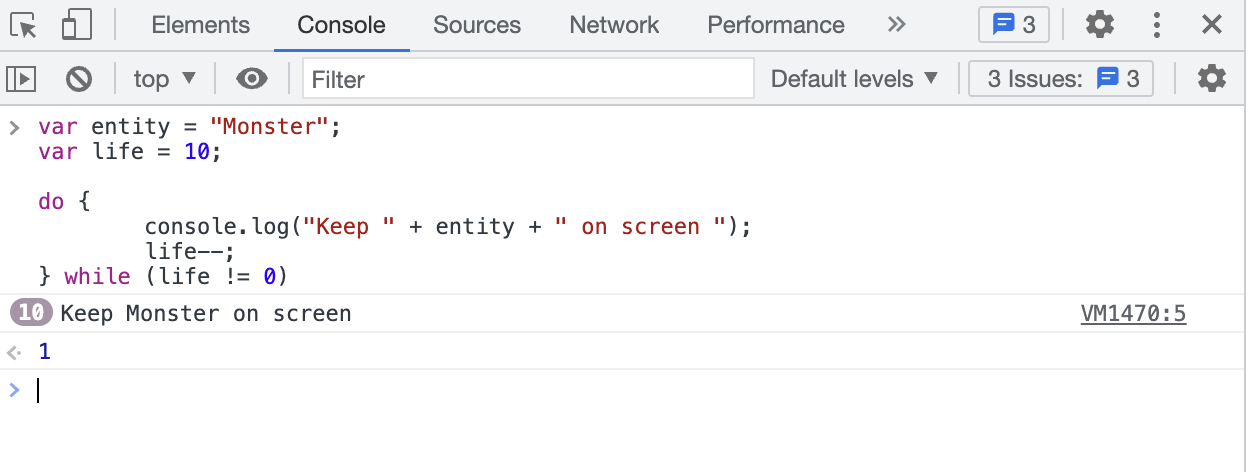 Elements Console Sources Network Performance » 3
top ▼ Filter Default levels ▼ 3 Issues: 3
> var entity = "Monster";
var life = 10;
do {
console.log("Keep " + entity + " on screen ");
life--;
} while (life != 0)
10 Keep Monster on screen VM1470:5
1
>